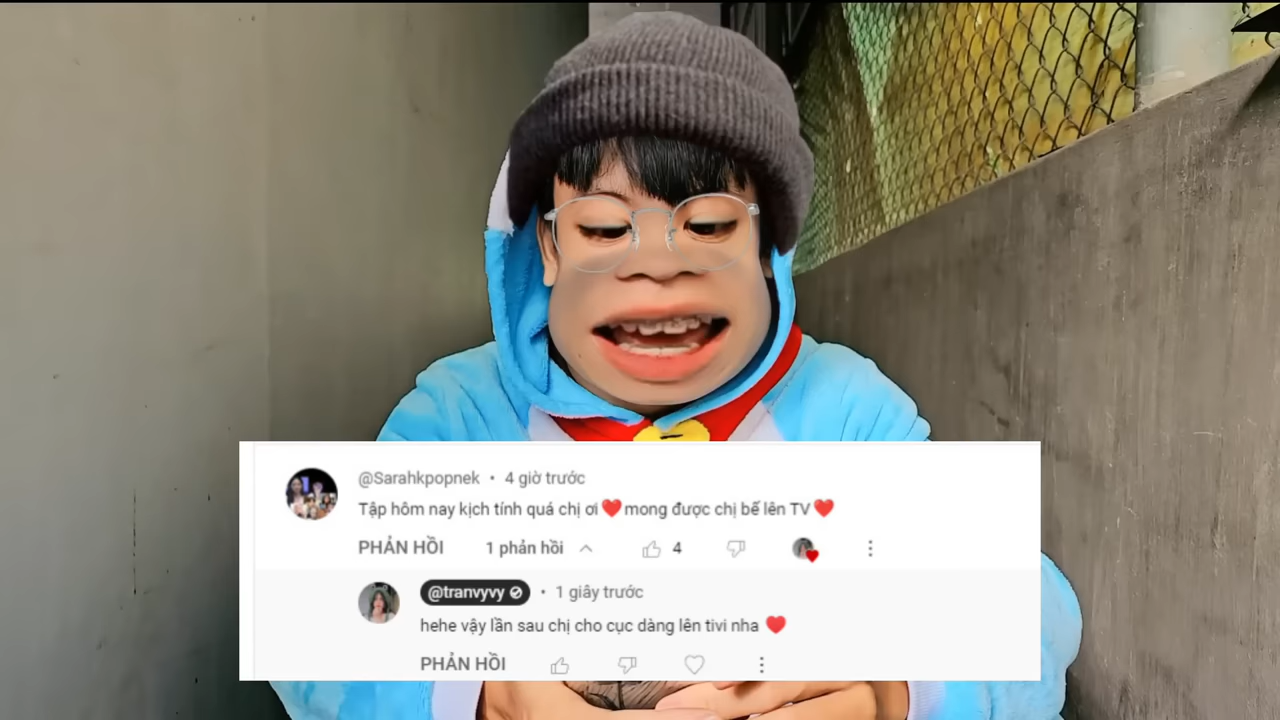 @Sarahkpopnek • 4 giờ trước
Tập hôm nay kịch tính quá chị ơi❤️mong được chị bế lên TV❤️
PHẢN HỒI 1 phản hồi 4
@tranvyvy • 1 giây trước
hehe vậy lần sau chị cho cục dàng lên tivi nha ❤️
PHẢN HỒI